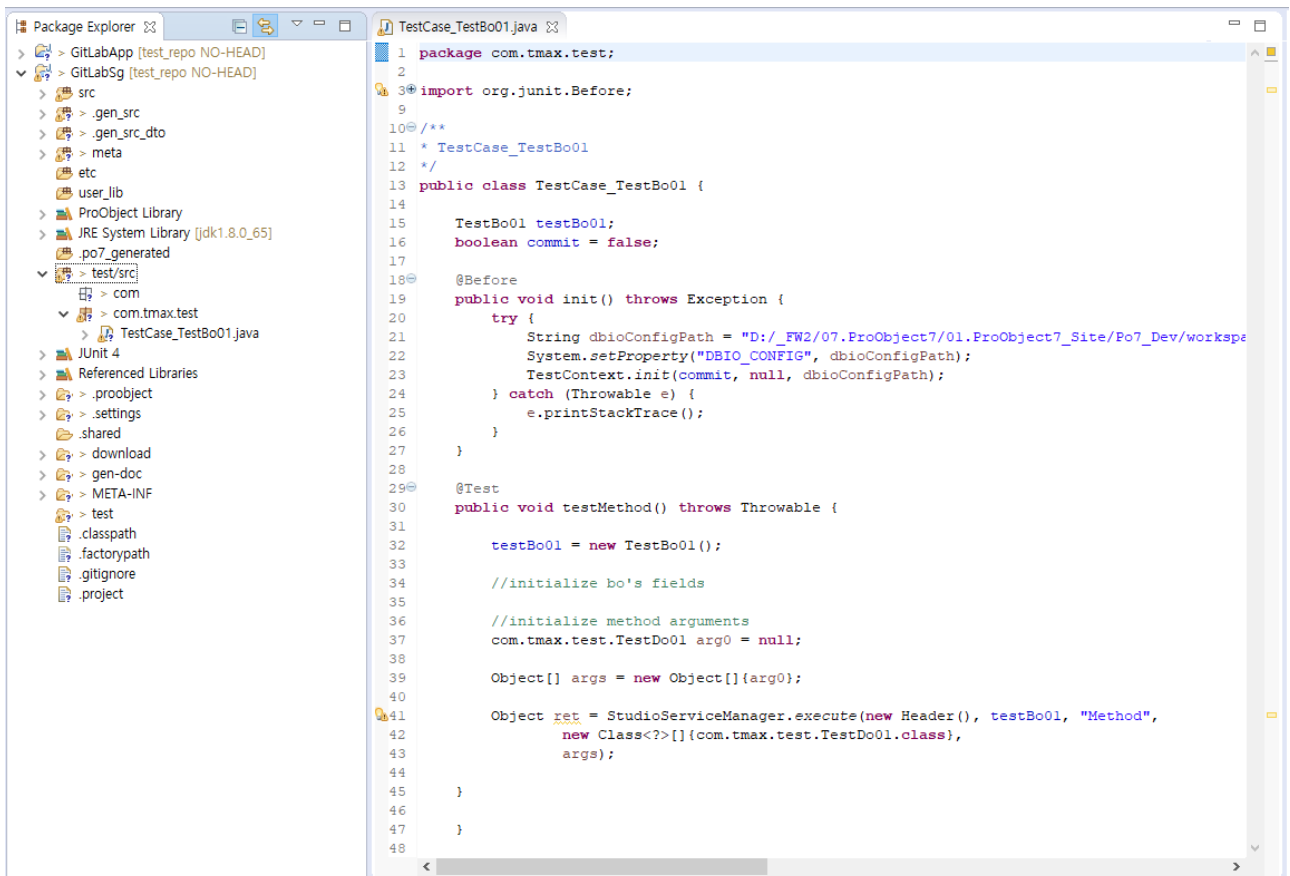 Package Explorer
> GitLabApp [test_repo NO-HEAD]
> GitLabSg [test_repo NO-HEAD]
src
> .gen_src
> .gen_src_dto
> meta
etc
user_lib
ProObject Library
JRE System Library [jdk1.8.0_65]
.po7_generated
> test/src
> com
> com.tmax.test
TestCase_TestBo01.java
JUnit 4
Referenced Libraries
> .proobject
> .settings
.shared
> download
> gen-doc
> META-INF
> test
.classpath
.factorypath
.gitignore
.project
TestCase_TestBo01.java
1 package com.tmax.test;
2
3 import org.junit.Before;
9
10 /**
11 * TestCase_TestBo01
12 */
13 public class TestCase_TestBo01 {
14
15 TestBo01 testBo01;
16 boolean commit = false;
17
18 @Before
19 public void init() throws Exception {
20 try {
21 String dbioConfigPath = "D:/_FW2/07.ProObject7/01.ProObject7_Site/Po7_Dev/workspa
22 System.setProperty("DBIO_CONFIG", dbioConfigPath);
23 TestContext.init(commit, null, dbioConfigPath);
24 } catch (Throwable e) {
25 e.printStackTrace();
26 }
27 }
28
29 @Test
30 public void testMethod() throws Throwable {
31
32 testBo01 = new TestBo01();
33
34 //initialize bo's fields
35
36 //initialize method arguments
37 com.tmax.test.TestDo01 arg0 = null;
38
39 Object[] args = new Object[]{arg0};
40
41 Object ret = StudioServiceManager.execute(new Header(), testBo01, "Method",
42 new Class<?>[]{com.tmax.test.TestDo01.class},
43 args);
44
45 }
46
47 }
48